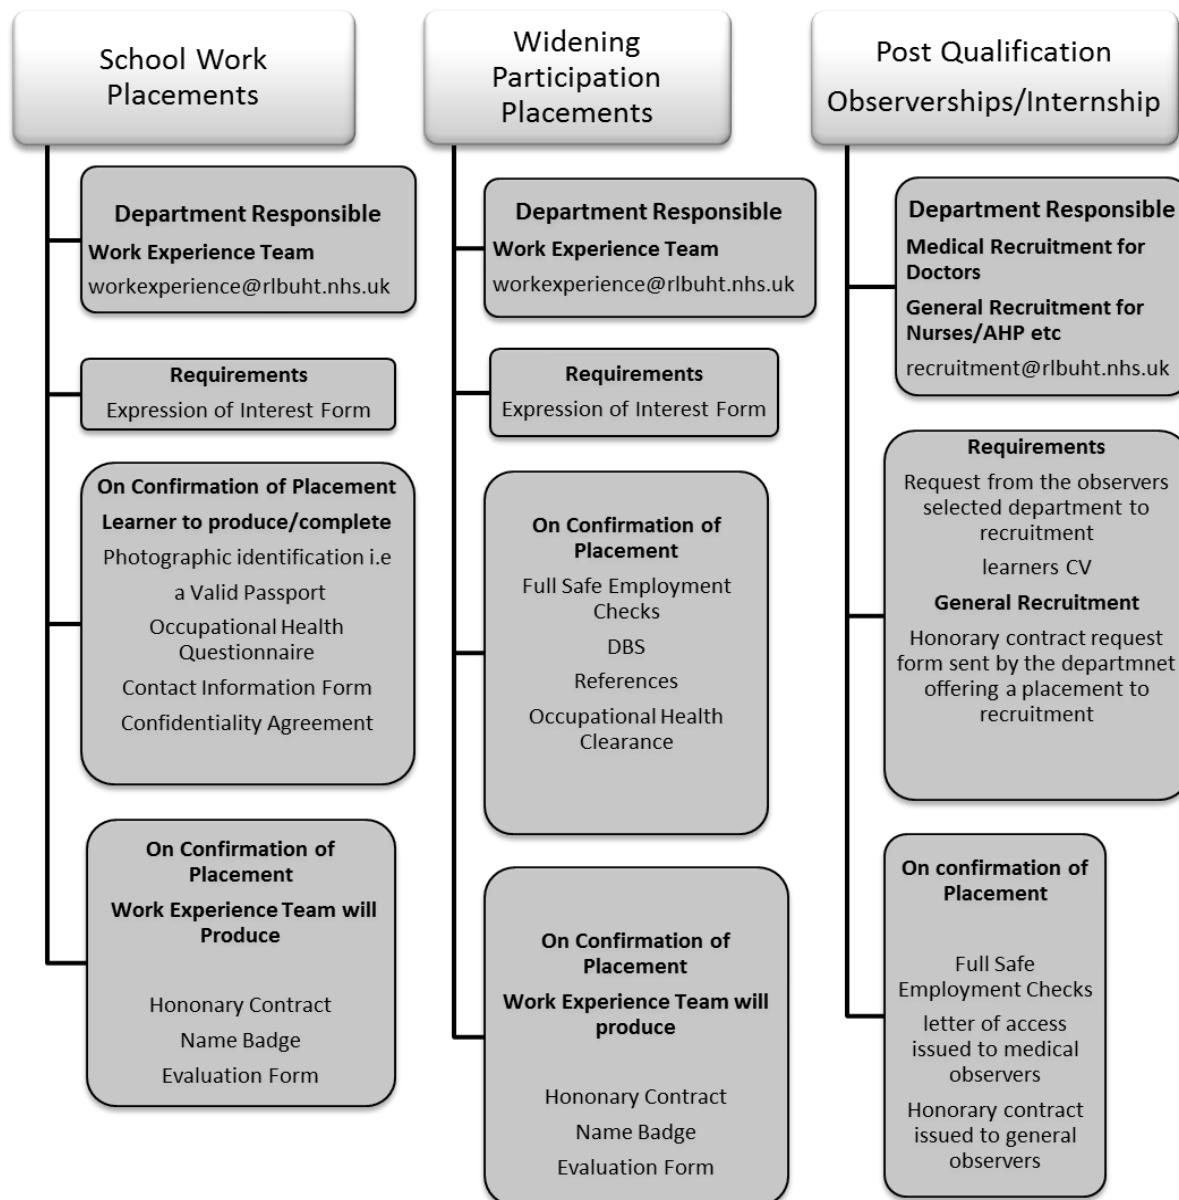 School Work
Placements
Department Responsible
Work Experience Team
workexperience@rlbuht.nhs.uk
Requirements
Expression of Interest Form
On Confirmation of Placement
Learner to produce/complete
Photographic identification i.e
a Valid Passport
Occupational Health
Questionnaire
Contact Information Form
Confidentiality Agreement
On Confirmation of
Placement
Work Experience Team will
Produce
Hononary Contract
Name Badge
Evaluation Form
Widening
Participation
Placements
Department Responsible
Work Experience Team
workexperience@rlbuht.nhs.uk
Requirements
Expression of Interest Form
On Confirmation of
Placement
Full Safe Employment
Checks
DBS
References
Occupational Health
Clearance
On Confirmation of
Placement
Work Experience Team will
produce
Hononary Contract
Name Badge
Evaluation Form
Post Qualification
Observerships/Internship
Department Responsible
Medical Recruitment for
Doctors
General Recruitment for
Nurses/AHP etc
recruitment@rlbuht.nhs.uk
Requirements
Request from the observers
selected department to
recruitment
learners CV
General Recruitment
Honorary contract request
form sent by the departmnet
offering a placement to
recruitment
On confirmation of
Placement
Full Safe
Employment Checks
letter of access
issued to medical
observers
Honorary contract
issued to general
observers